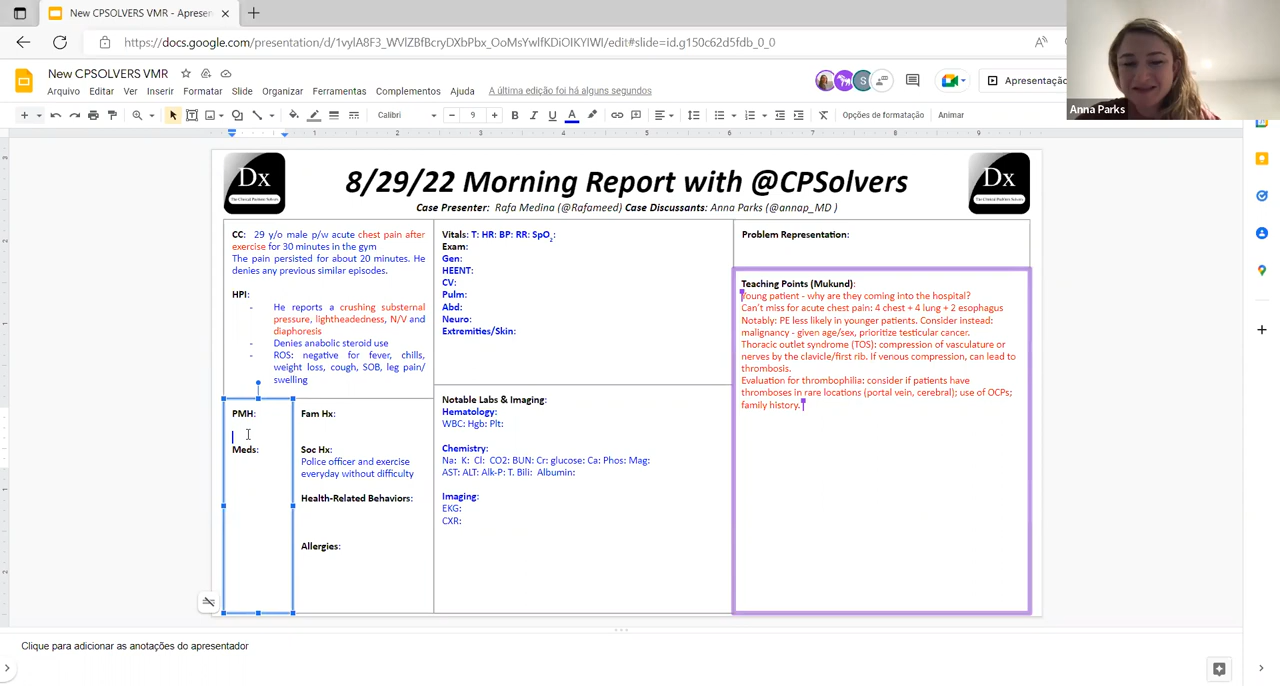 New CPSOLVERS VMR - Apresen
https://docs.google.com/presentation/d/1vylA8F3_WVlZBfBcryDXbPbx_OoMsYwlfKDiOIKYIWI/edit#slide=id.g150c62d5fdb_0_0
New CPSOLVERS VMR
Arquivo Editar Ver Inserir Formatar Slide Organizar Ferramentas Complementos Ajuda A última edição foi há alguns segundos
Apresentação
Anna Parks
Calibri 9 Opções de formatação Animar
Dx
The Clinical Problem Solvers
8/29/22 Morning Report with @CPSolvers
Case Presenter: Rafa Medina (@Rafameed) Case Discussants: Anna Parks (@annap_MD )
Dx
The Clinical Problem Solvers
CC: 29 y/o male p/w acute chest pain after
exercise for 30 minutes in the gym
The pain persisted for about 20 minutes. He
denies any previous similar episodes.
HPI:
- He reports a crushing substernal
pressure, lightheadedness, N/V and
diaphoresis
- Denies anabolic steroid use
- ROS: negative for fever, chills,
weight loss, cough, SOB, leg pain/
swelling
PMH:
Meds:
Fam Hx:
Soc Hx:
Police officer and exercise
everyday without difficulty
Health-Related Behaviors:
Allergies:
Vitals: T: HR: BP: RR: SpO2:
Exam:
Gen:
HEENT:
CV:
Pulm:
Abd:
Neuro:
Extremities/Skin:
Notable Labs & Imaging:
Hematology:
WBC: Hgb: Plt:
Chemistry:
Na: K: Cl: CO2: BUN: Cr: glucose: Ca: Phos: Mag:
AST: ALT: Alk-P: T. Bili: Albumin:
Imaging:
EKG:
CXR:
Problem Representation:
Teaching Points (Mukund):
Young patient - why are they coming into the hospital?
Can't miss for acute chest pain: 4 chest + 4 lung + 2 esophagus
Notably: PE less likely in younger patients. Consider instead:
malignancy - given age/sex, prioritize testicular cancer.
Thoracic outlet syndrome (TOS): compression of vasculature or
nerves by the clavicle/first rib. If venous compression, can lead to
thrombosis.
Evaluation for thrombophilia: consider if patients have
thromboses in rare locations (portal vein, cerebral); use of OCPs;
family history.
Clique para adicionar as anotações do apresentador